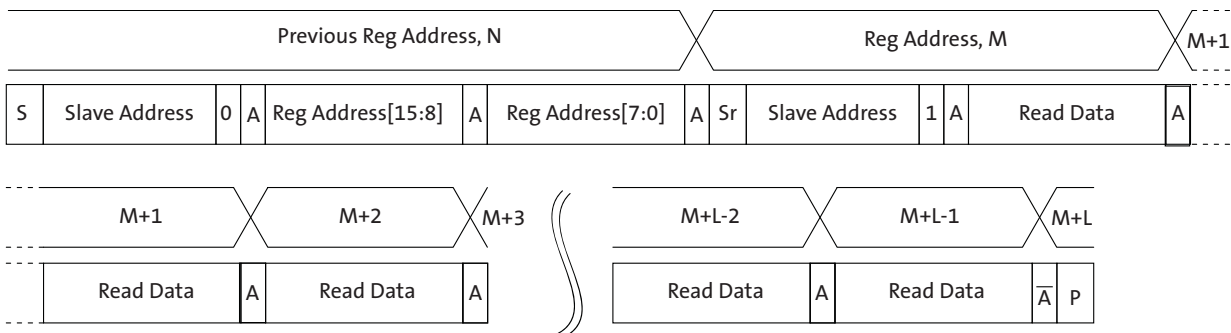 Previous Reg Address, N Reg Address, M M+1
S Slave Address 0 A Reg Address[15:8] A Reg Address[7:0] A Sr Slave Address 1 A Read Data A
M+1 M+2 M+3 M+L-2 M+L-1 M+L
Read Data A Read Data A Read Data A Read Data A̅ P